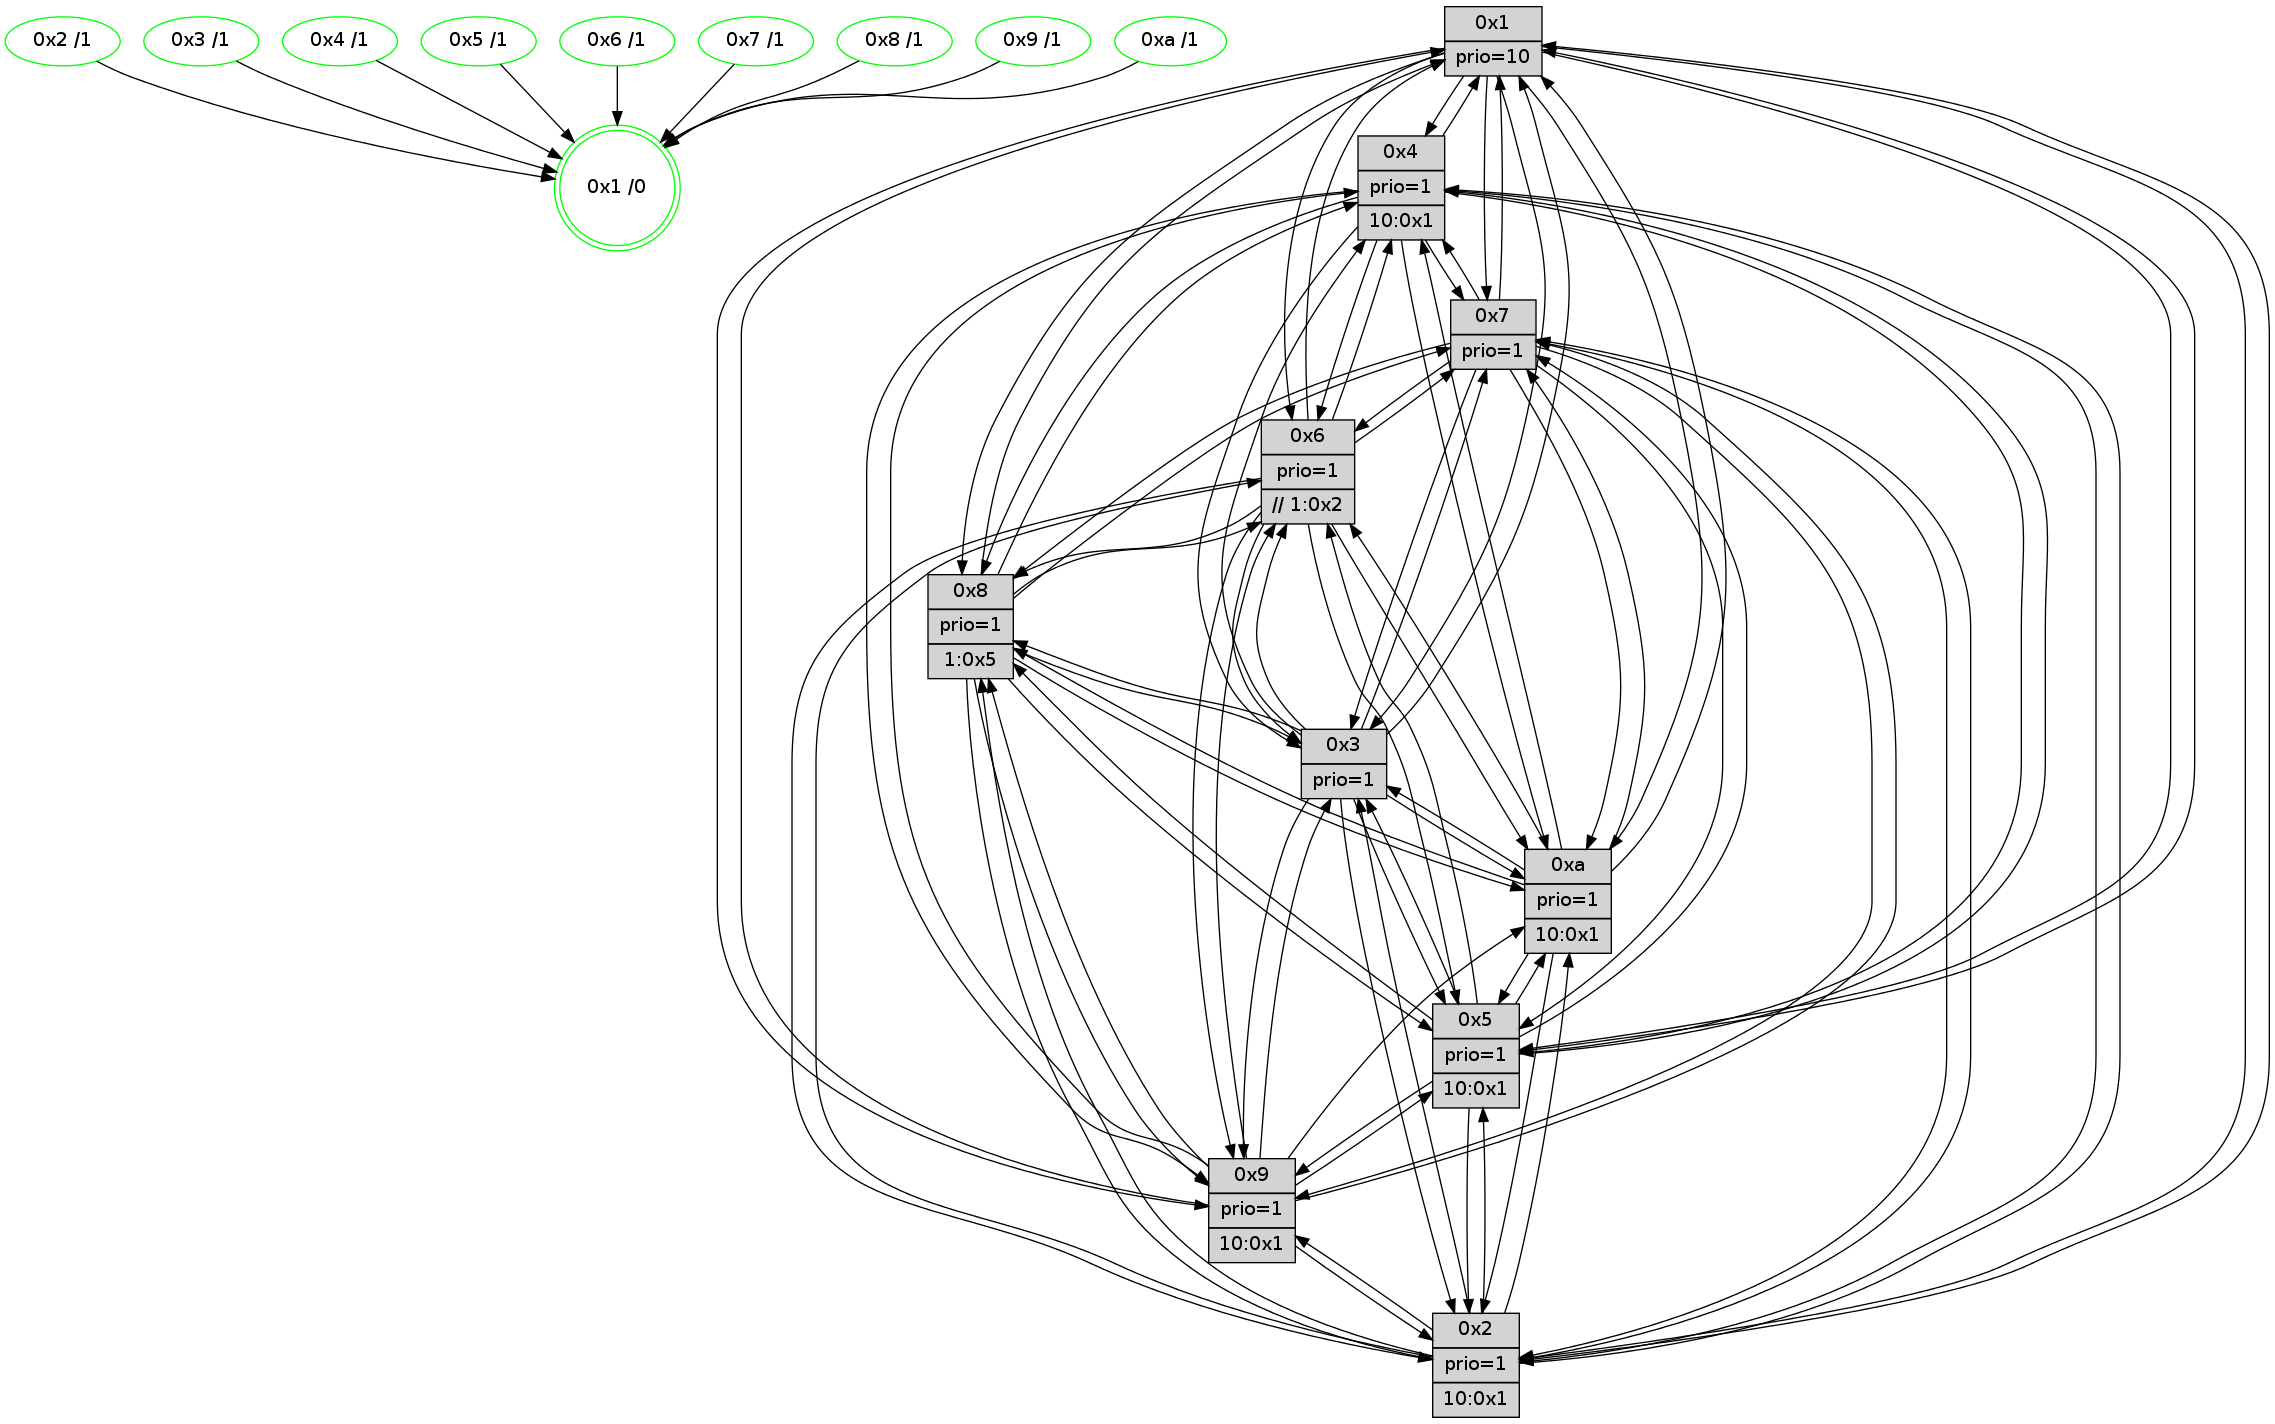 0x2 /1
0x3 /1
0x4 /1
0x5 /1
0x6 /1
0x7 /1
0x8 /1
0x9 /1
0xa /1
0x1 /0
0x1
prio=10
0x4
prio=1
10:0x1
0x7
prio=1
0x6
prio=1
// 1:0x2
0x8
prio=1
1:0x5
0x3
prio=1
0xa
prio=1
10:0x1
0x5
prio=1
10:0x1
0x9
prio=1
10:0x1
0x2
prio=1
10:0x1